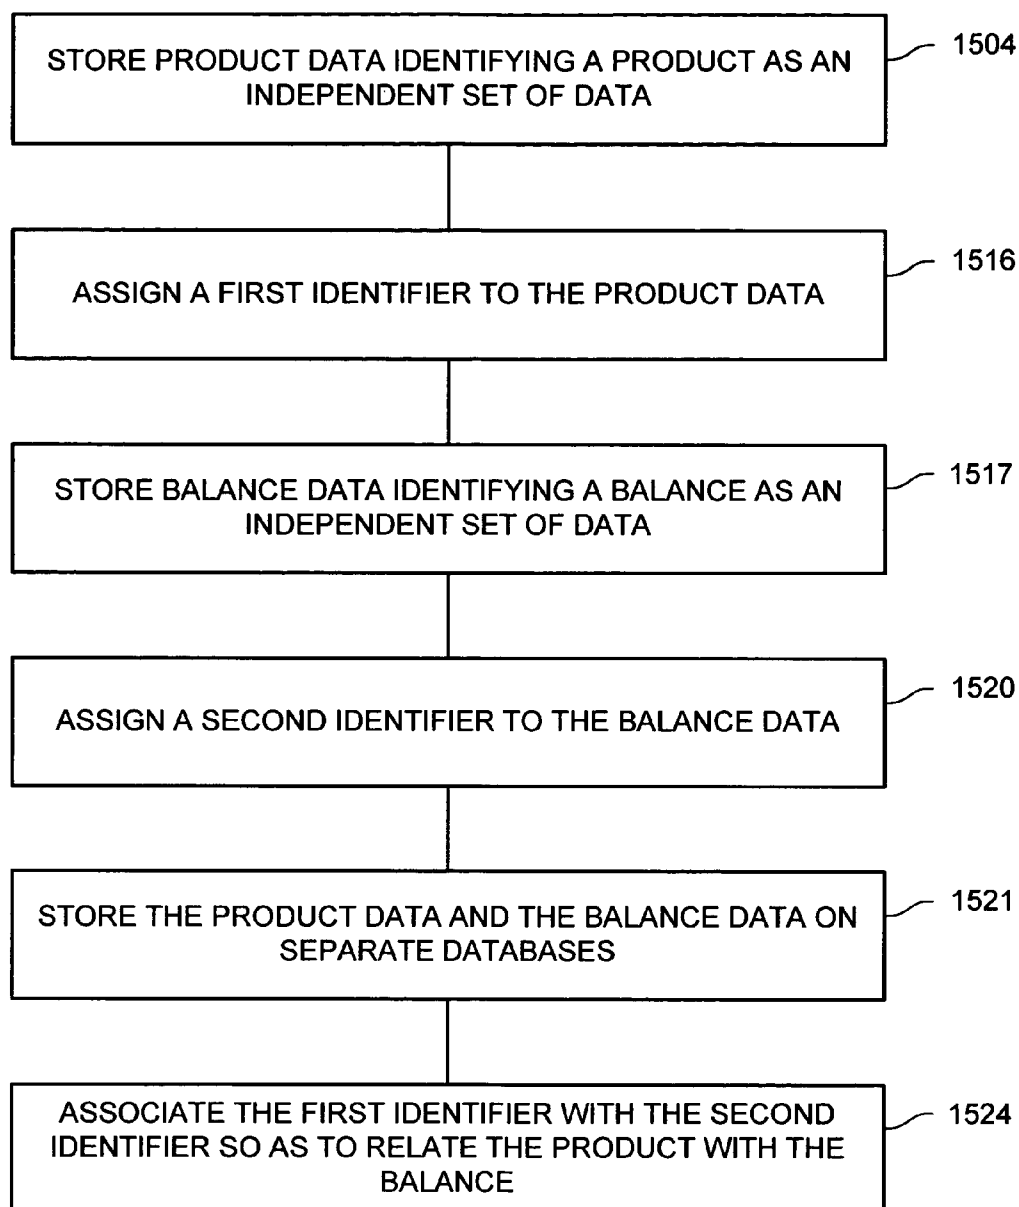 STORE PRODUCT DATA IDENTIFYING A PRODUCT AS AN
INDEPENDENT SET OF DATA
1504
ASSIGN A FIRST IDENTIFIER TO THE PRODUCT DATA
1516
STORE BALANCE DATA IDENTIFYING A BALANCE AS AN
INDEPENDENT SET OF DATA
1517
ASSIGN A SECOND IDENTIFIER TO THE BALANCE DATA
1520
STORE THE PRODUCT DATA AND THE BALANCE DATA ON
SEPARATE DATABASES
1521
ASSOCIATE THE FIRST IDENTIFIER WITH THE SECOND
IDENTIFIER SO AS TO RELATE THE PRODUCT WITH THE
BALANCE
1524